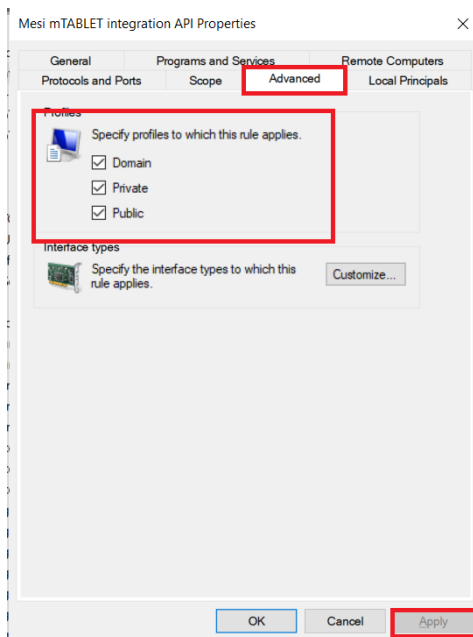 Mesi mTABLET integration API Properties
General Programs and Services Remote Computers
Protocols and Ports Scope Advanced Local Principals
Profiles
Specify profiles to which this rule applies.
Domain
Private
Public
Interface types
Specify the interface types to which this
rule applies.
Customize...
OK Cancel Apply